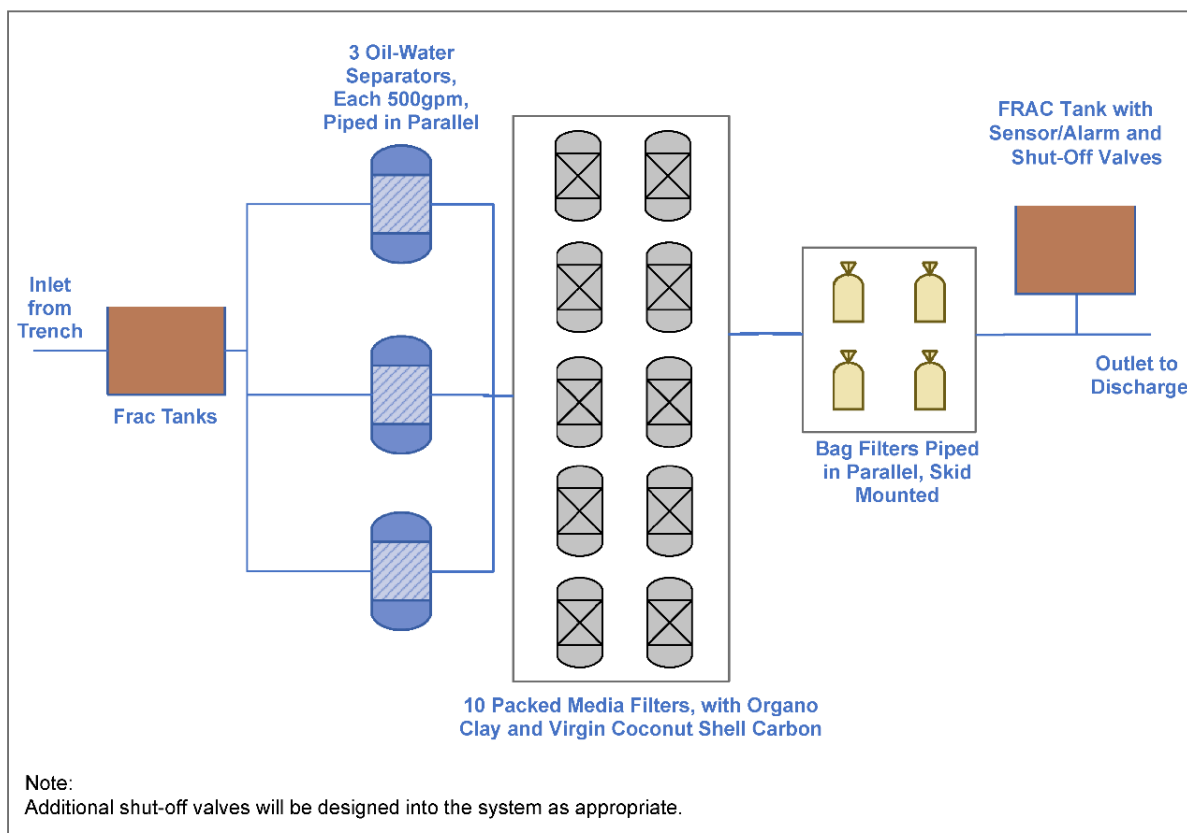 3 Oil-Water
Separators,
Each 500gpm,
Piped in Parallel
FRAC Tank with
Sensor/Alarm and
Shut-Off Valves
Inlet
from
Trench
Frac Tanks
Outlet to
Discharge
Bag Filters Piped
in Parallel, Skid
Mounted
10 Packed Media Filters, with Organo
Clay and Virgin Coconut Shell Carbon
Note:
Additional shut-off valves will be designed into the system as appropriate.